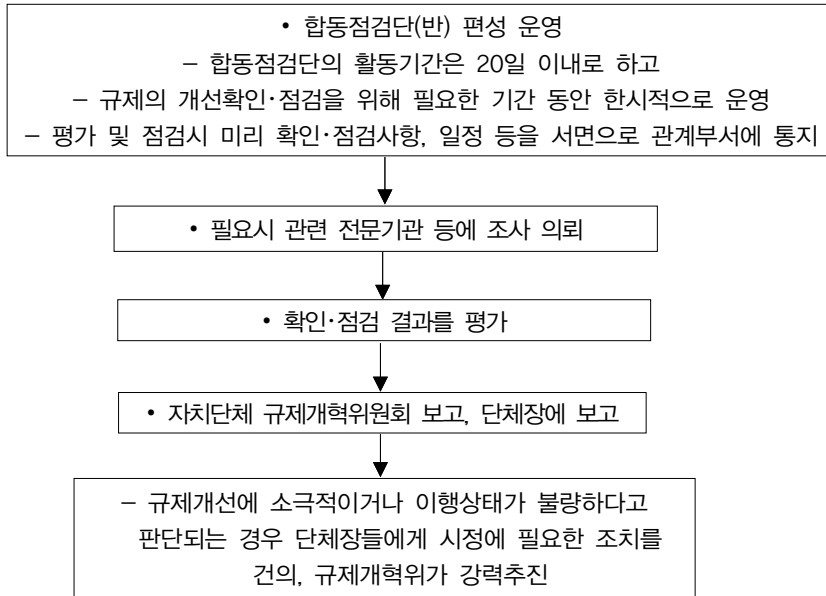 • 합동점검단(반) 편성 운영
– 합동점검단의 활동기간은 20일 이내로 하고
– 규제의 개선확인·점검을 위해 필요한 기간 동안 한시적으로 운영
– 평가 및 점검시 미리 확인·점검사항, 일정 등을 서면으로 관계부서에 통지
• 필요시 관련 전문기관 등에 조사 의뢰
• 확인·점검 결과를 평가
• 자치단체 규제개혁위원회 보고, 단체장에 보고
– 규제개선에 소극적이거나 이행상태가 불량하다고
판단되는 경우 단체장들에게 시정에 필요한 조치를
건의, 규제개혁위가 강력추진